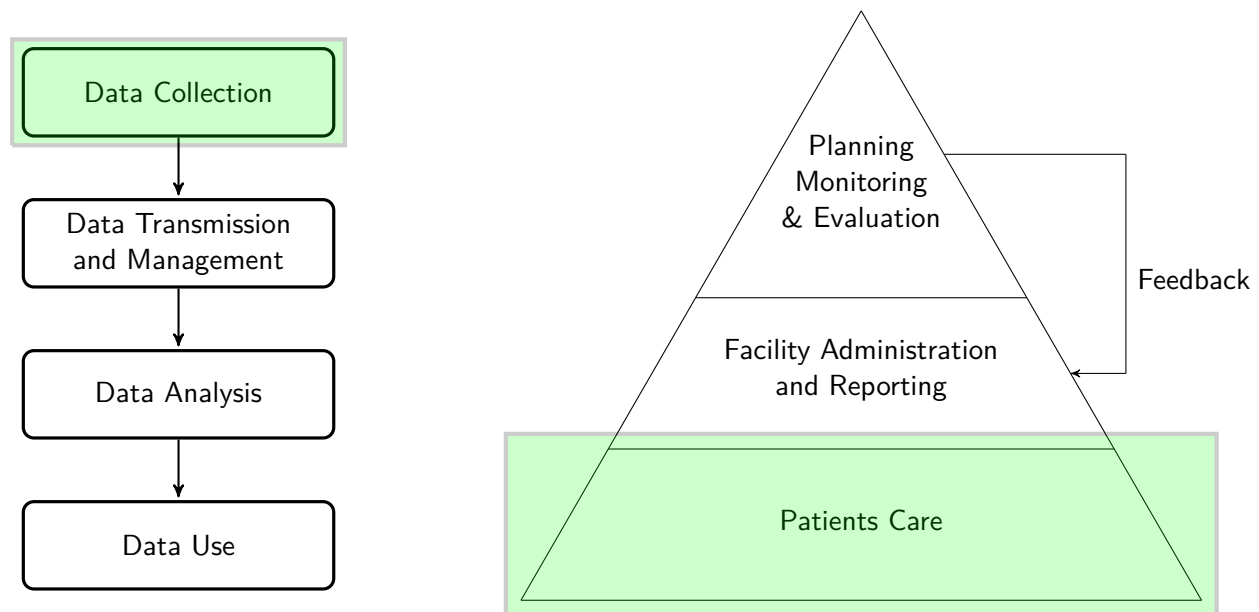 Data Collection
Data Transmission
and Management
Data Analysis
Data Use
Planning
Monitoring
& Evaluation
Feedback
Facility Administration
and Reporting
Patients Care